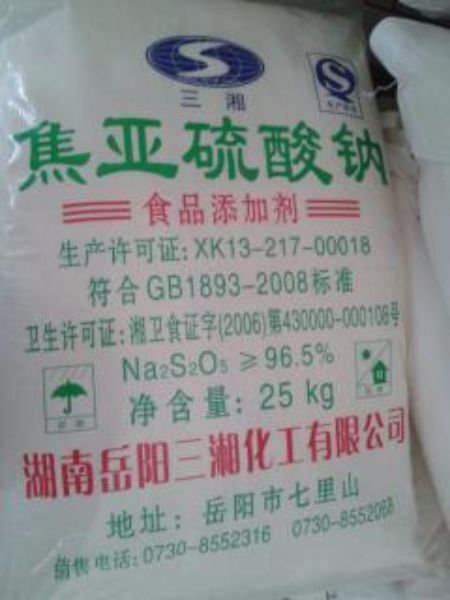 三湘
焦亚硫酸钠
食品添加剂
生产许可证：XK13-217-00018
符合GB1893-2008标准
卫生许可证：湘卫食证字(2006)第430000-000108号
Na₂S₂O₅ ≥96.5%
净含量：25 kg
湖南岳阳三湘化工有限公司
地址：岳阳市七里山
销售电话：0730-8552316 0730-8552068